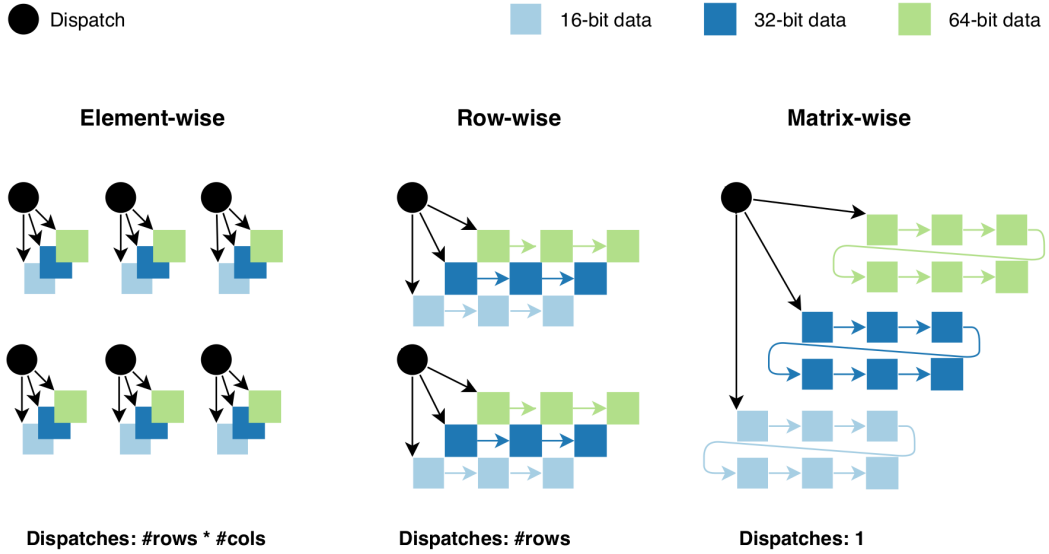 Dispatch
16-bit data
32-bit data
64-bit data
Element-wise
Row-wise
Matrix-wise
Dispatches: #rows * #cols
Dispatches: #rows
Dispatches: 1